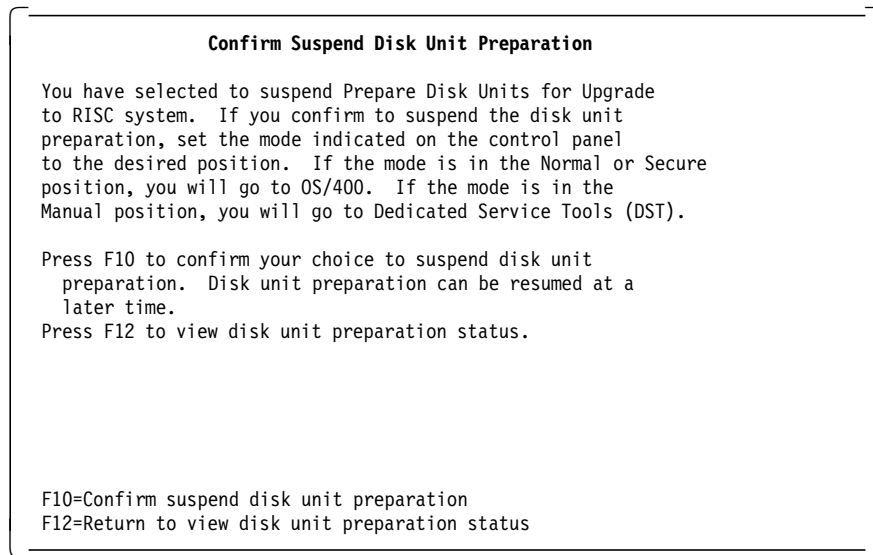 Confirm Suspend Disk Unit Preparation
You have selected to suspend Prepare Disk Units for Upgrade
to RISC system.  If you confirm to suspend the disk unit
preparation, set the mode indicated on the control panel
to the desired position.  If the mode is in the Normal or Secure
position, you will go to OS/400.  If the mode is in the
Manual position, you will go to Dedicated Service Tools (DST).
Press F10 to confirm your choice to suspend disk unit
preparation.  Disk unit preparation can be resumed at a
later time.
Press F12 to view disk unit preparation status.
F10=Confirm suspend disk unit preparation
F12=Return to view disk unit preparation status